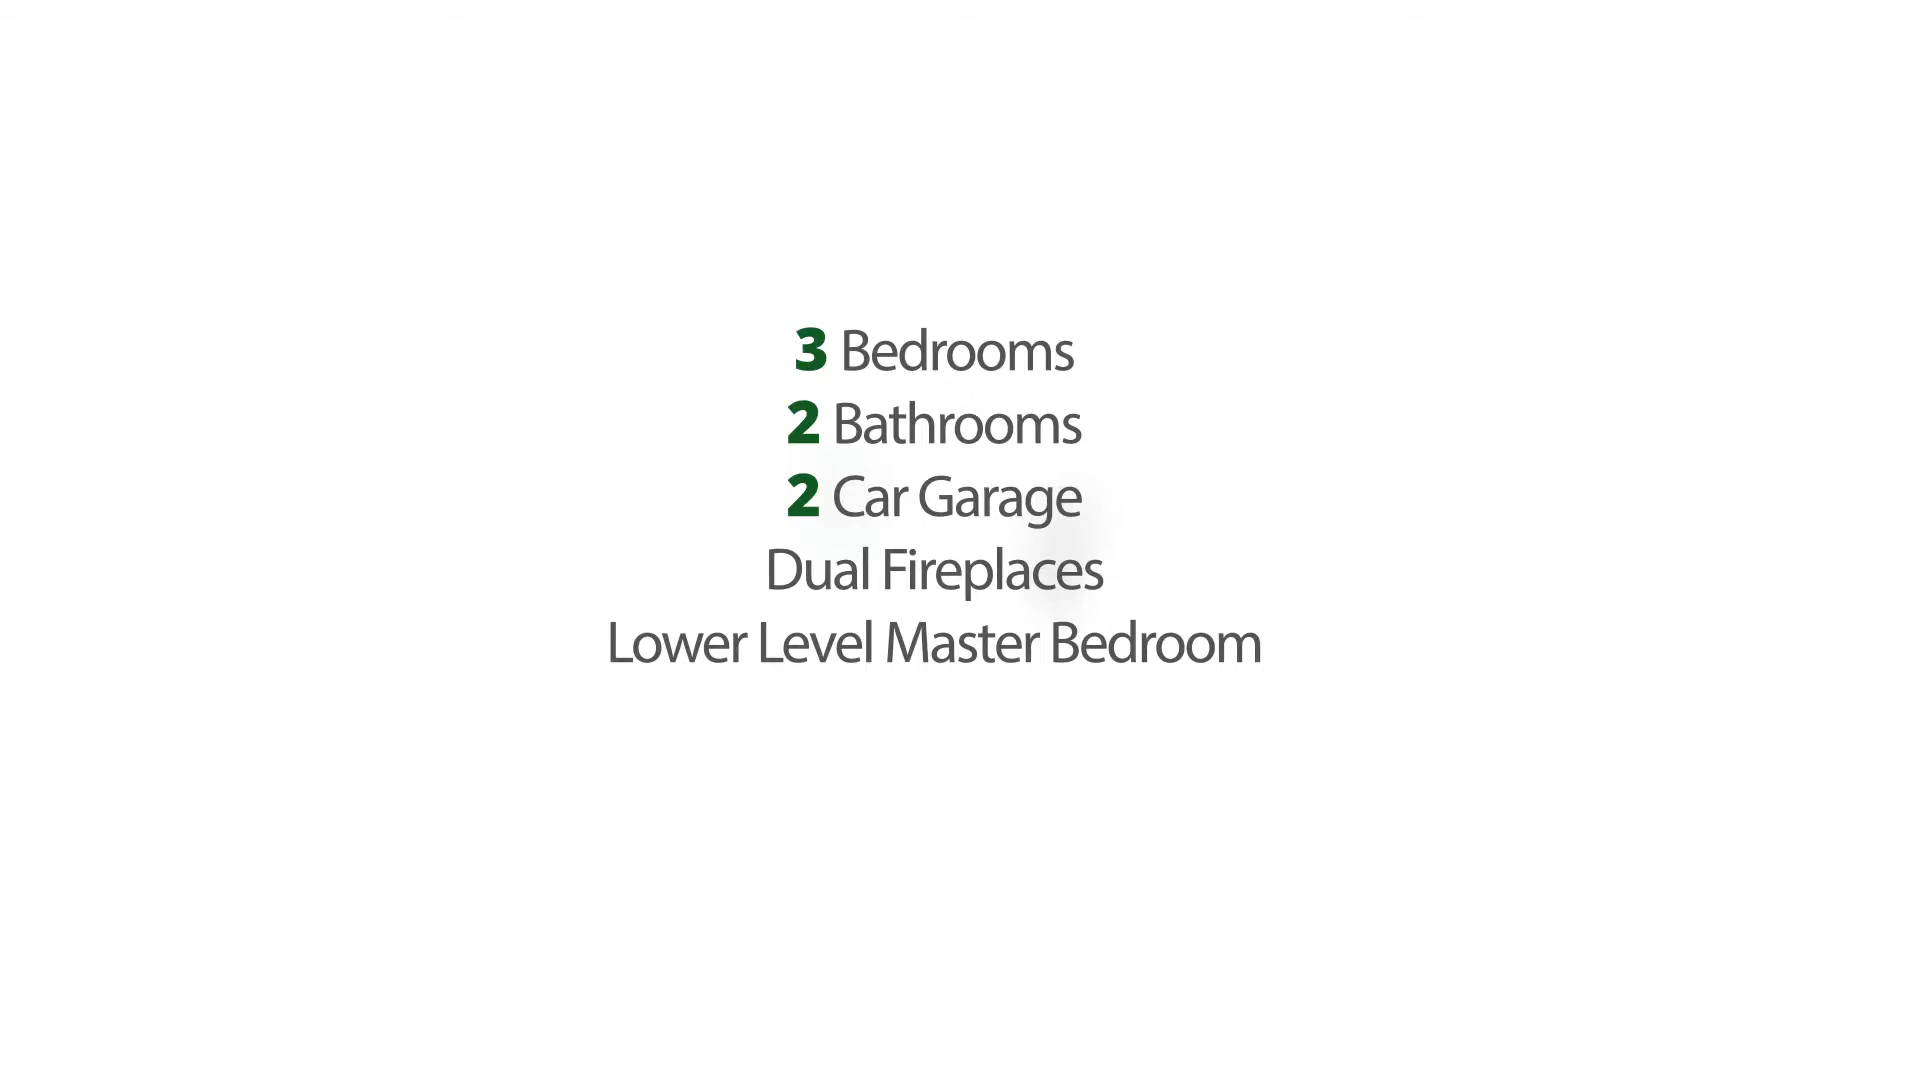 3 Bedrooms
2 Bathrooms
2 Car Garage
Dual Fireplaces
Lower Level Master Bedroom